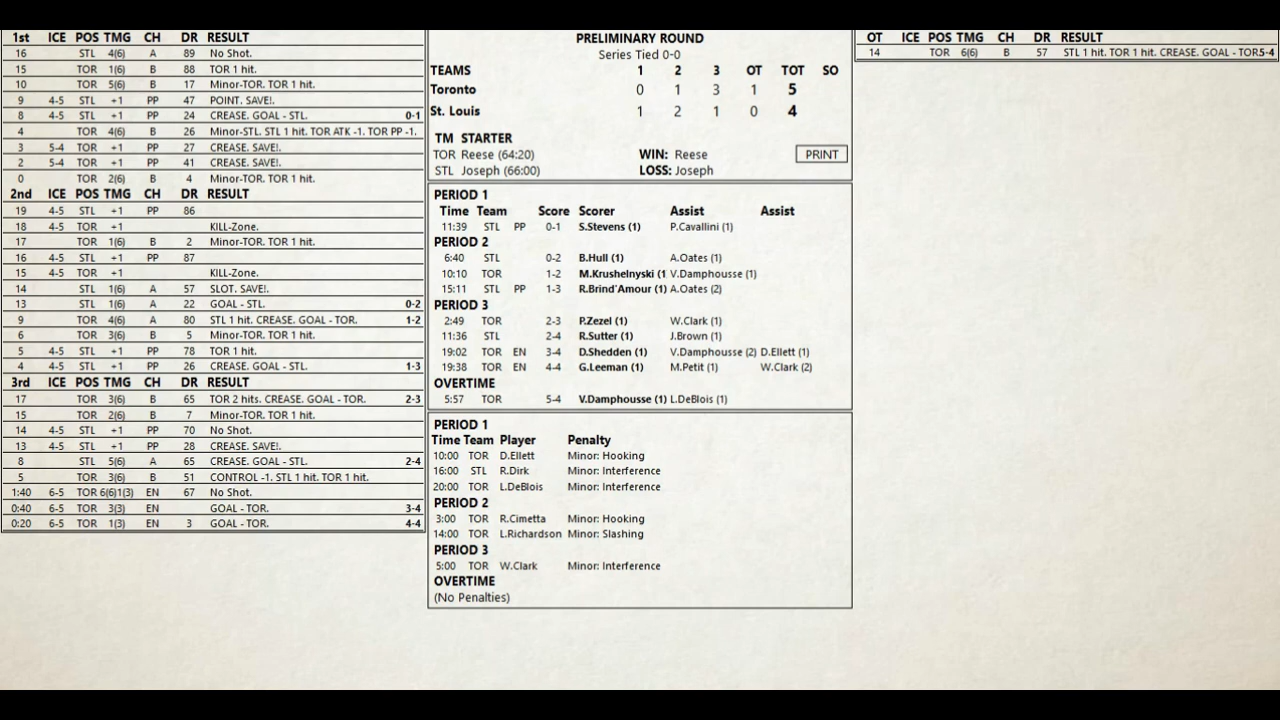 1st ICE POS TMG CH DR RESULT
16 STL 4(6) A 89 No Shot.
15 TOR 1(6) B 88 TOR 1 hit.
10 TOR 5(6) B 17 Minor-TOR. TOR 1 hit.
9 4-5 STL +1 PP 47 POINT. SAVE!.
8 4-5 STL +1 PP 24 CREASE. GOAL - STL. 0-1
4 TOR 4(6) B 26 Minor-STL. STL 1 hit. TOR ATK -1. TOR PP -1.
3 5-4 TOR +1 PP 27 CREASE. SAVE!.
2 5-4 TOR +1 PP 41 CREASE. SAVE!.
0 TOR 2(6) B 4 Minor-TOR. TOR 1 hit.
2nd ICE POS TMG CH DR RESULT
19 4-5 STL +1 PP 86
18 4-5 TOR +1 KILL-Zone.
17 TOR 1(6) B 2 Minor-TOR. TOR 1 hit.
16 4-5 STL +1 PP 87
15 4-5 TOR +1 KILL-Zone.
14 STL 1(6) A 57 SLOT. SAVE!.
13 STL 1(6) A 22 GOAL - STL. 0-2
9 TOR 4(6) A 80 STL 1 hit. CREASE. GOAL - TOR. 1-2
6 TOR 3(6) B 5 Minor-TOR. TOR 1 hit.
5 4-5 STL +1 PP 78 TOR 1 hit.
4 4-5 STL +1 PP 26 CREASE. GOAL - STL. 1-3
3rd ICE POS TMG CH DR RESULT
17 TOR 3(6) B 65 TOR 2 hits. CREASE. GOAL - TOR. 2-3
15 TOR 2(6) B 7 Minor-TOR. TOR 1 hit.
14 4-5 STL +1 PP 70 No Shot.
13 4-5 STL +1 PP 28 CREASE. SAVE!.
8 STL 5(6) A 65 CREASE. GOAL - STL. 2-4
5 TOR 3(6) B 51 CONTROL -1. STL 1 hit. TOR 1 hit.
1:40 6-5 TOR 6(6)1(3) EN 67 No Shot.
0:40 6-5 TOR 3(3) EN GOAL - TOR. 3-4
0:20 6-5 TOR 1(3) EN 3 GOAL - TOR. 4-4
PRELIMINARY ROUND
Series Tied 0-0
TEAMS 1 2 3 OT TOT SO
Toronto 0 1 3 1 5
St. Louis 1 2 1 0 4
TM STARTER
TOR Reese (64:20) WIN: Reese PRINT
STL Joseph (66:00) LOSS: Joseph
PERIOD 1
Time Team Score Scorer Assist Assist
11:39 STL PP 0-1 S.Stevens (1) P.Cavallini (1)
PERIOD 2
6:40 STL 0-2 B.Hull (1) A.Oates (1)
10:10 TOR 1-2 M.Krushelnyski (1 V.Damphousse (1)
15:11 STL PP 1-3 R.Brind'Amour (1) A.Oates (2)
PERIOD 3
2:49 TOR 2-3 P.Zezel (1) W.Clark (1)
11:36 STL 2-4 R.Sutter (1) J.Brown (1)
19:02 TOR EN 3-4 D.Shedden (1) V.Damphousse (2) D.Ellett (1)
19:38 TOR EN 4-4 G.Leeman (1) M.Petit (1) W.Clark (2)
OVERTIME
5:57 TOR 5-4 V.Damphousse (1) L.DeBlois (1)
PERIOD 1
Time Team Player Penalty
10:00 TOR D.Ellett Minor: Hooking
16:00 STL R.Dirk Minor: Interference
20:00 TOR L.DeBlois Minor: Interference
PERIOD 2
3:00 TOR R.Cimetta Minor: Hooking
14:00 TOR L.Richardson Minor: Slashing
PERIOD 3
5:00 TOR W.Clark Minor: Interference
OVERTIME
(No Penalties)
OT ICE POS TMG CH DR RESULT
14 TOR 6(6) B 57 STL 1 hit. TOR 1 hit. CREASE. GOAL - TOR5-4